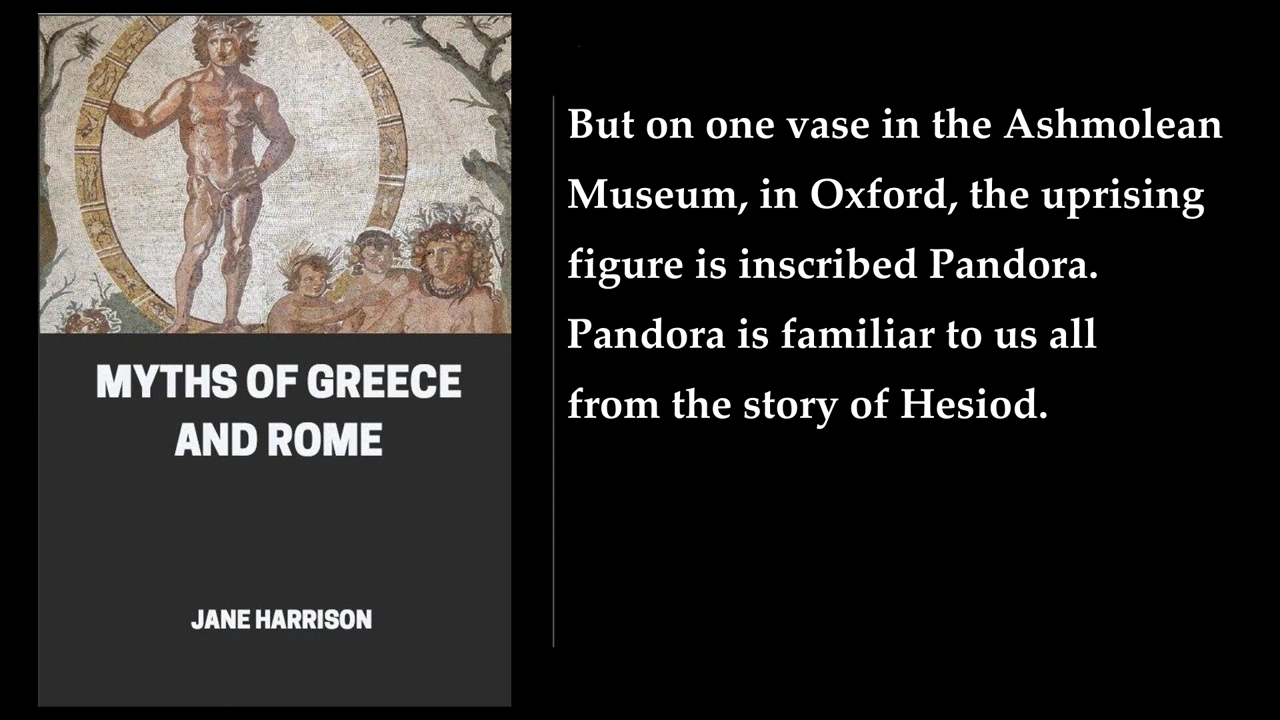 MYTHS OF GREECE
AND ROME
JANE HARRISON
But on one vase in the Ashmolean
Museum, in Oxford, the uprising
figure is inscribed Pandora.
Pandora is familiar to us all
from the story of Hesiod.